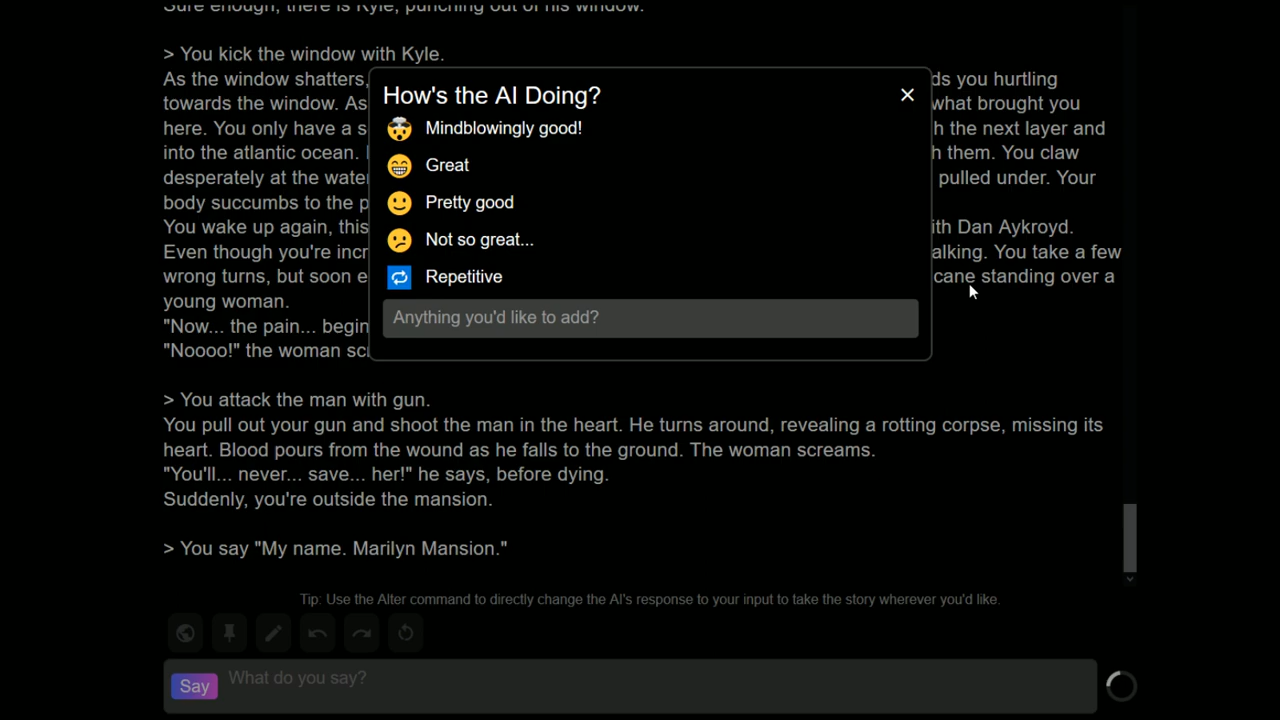 Sure enough, there is Kyle, punching out of his window.
> You kick the window with Kyle.
As the window shatters, ds you hurtling
towards the window. As what brought you
here. You only have a s h the next layer and
into the atlantic ocean. h them. You claw
desperately at the wate pulled under. Your
body succumbs to the p
You wake up again, this ith Dan Aykroyd.
Even though you're incr alking. You take a few
wrong turns, but soon e cane standing over a
young woman.
"Now... the pain... begin
"Noooo!" the woman scr
How's the AI Doing?
Mindblowingly good!
Great
Pretty good
Not so great...
Repetitive
Anything you'd like to add?
> You attack the man with gun.
You pull out your gun and shoot the man in the heart. He turns around, revealing a rotting corpse, missing its
heart. Blood pours from the wound as he falls to the ground. The woman screams.
"You'll... never... save... her!" he says, before dying.
Suddenly, you're outside the mansion.
> You say "My name. Marilyn Mansion."
Tip: Use the Alter command to directly change the AI's response to your input to take the story wherever you'd like.
Say What do you say?